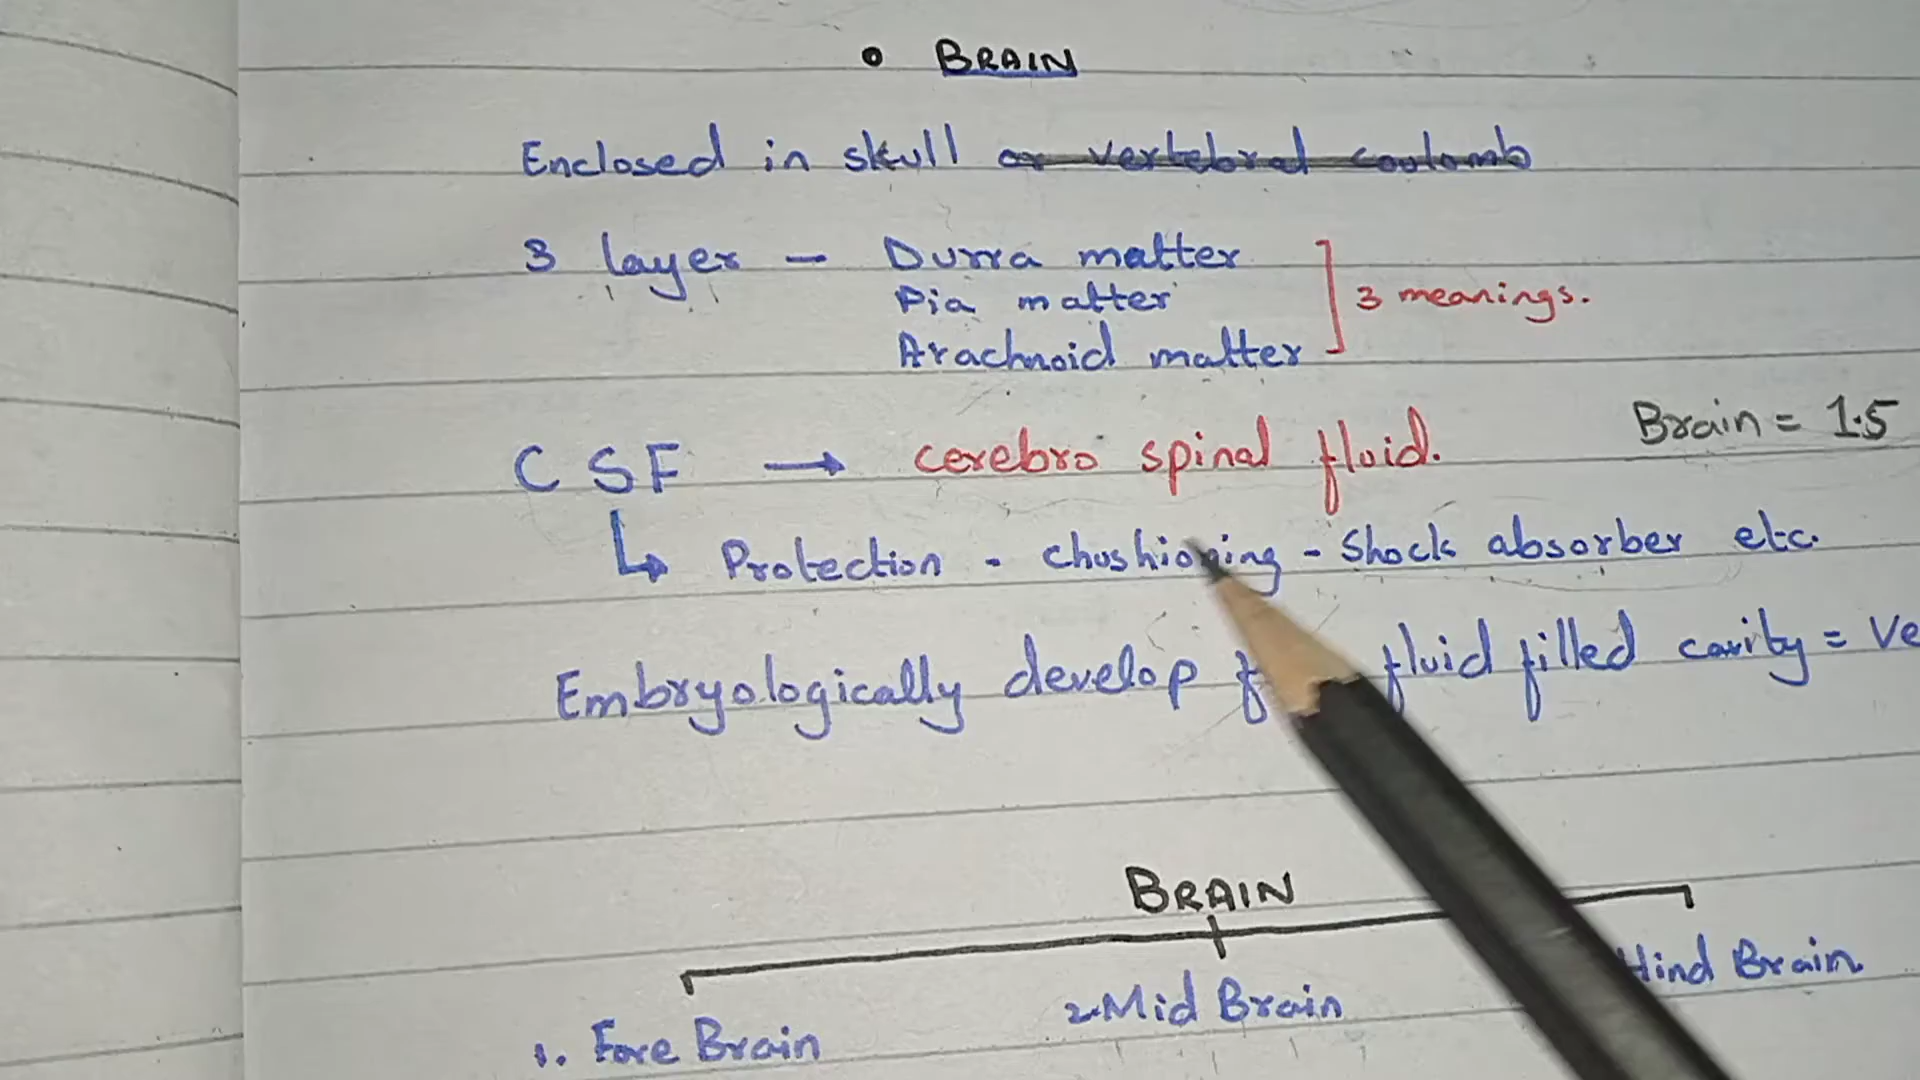 • BRAIN
Enclosed in skull or vertebral coulomb
3 layer - Durra matter
Pia matter
Arachnoid matter
3 meanings.
Brain = 1.5
CSF → cerebro spinal fluid.
↳ Protection - chushioning - Shock absorber etc.
Embryologically develop fluid filled cavity = Ve
BRAIN
1. Fore Brain
2. Mid Brain
Hind Brain